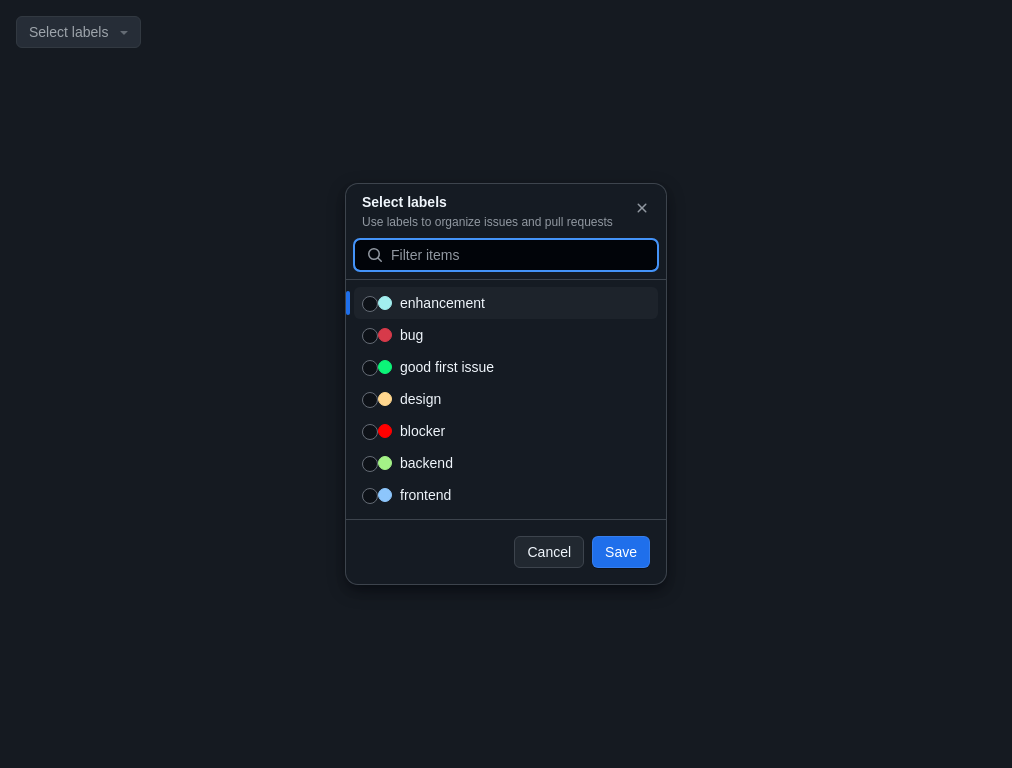 Select labels
Select labels
Use labels to organize issues and pull requests
Filter items
enhancement
bug
good first issue
design
blocker
backend
frontend
Cancel Save